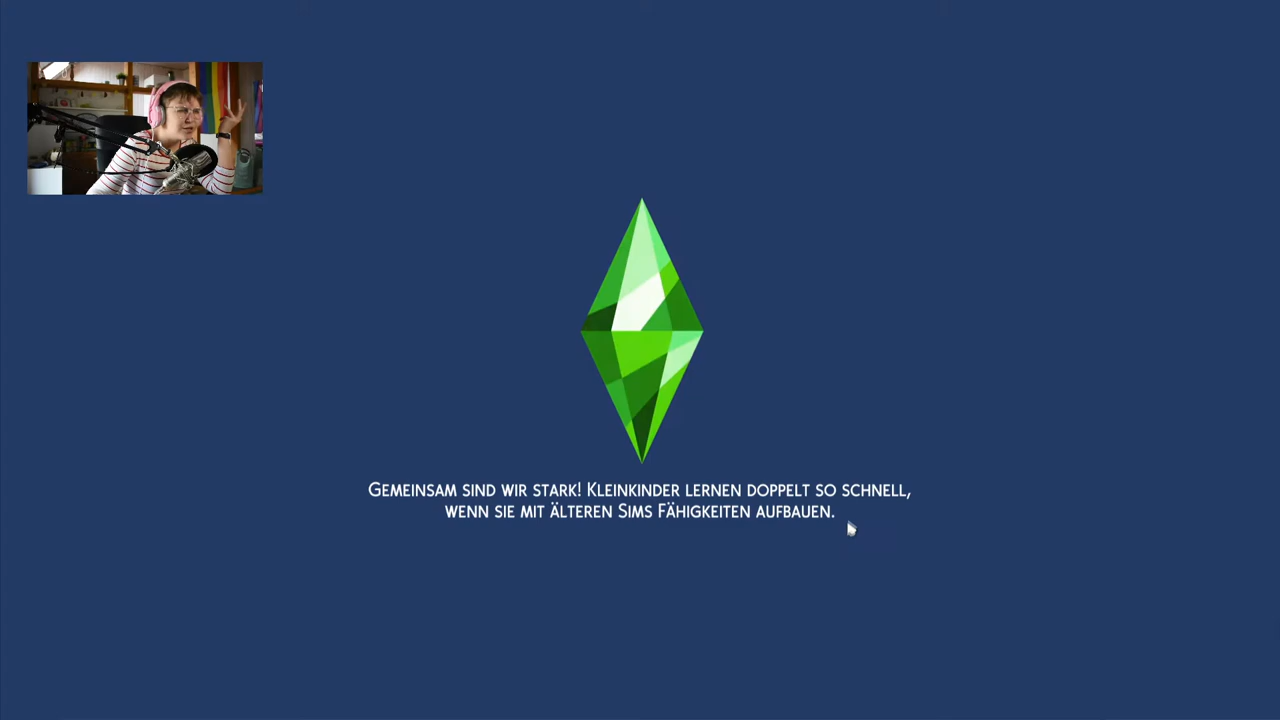 Gemeinsam sind wir stark! Kleinkinder lernen doppelt so schnell,
wenn sie mit älteren Sims Fähigkeiten aufbauen.